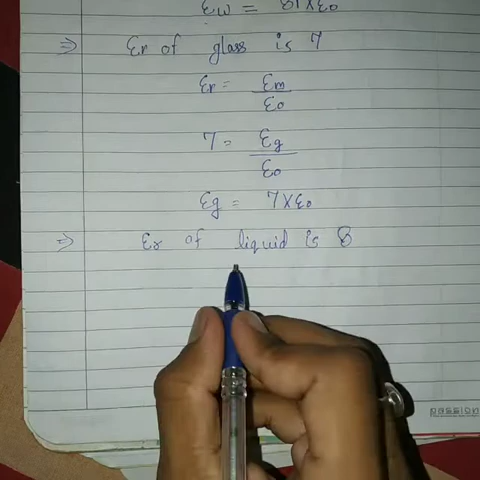 εw = 81×ε₀
⇒ εr of glass is 7
εr = εm/ε₀
7 = εg/ε₀
εg = 7×ε₀
⇒ εr of liquid is 8
passion